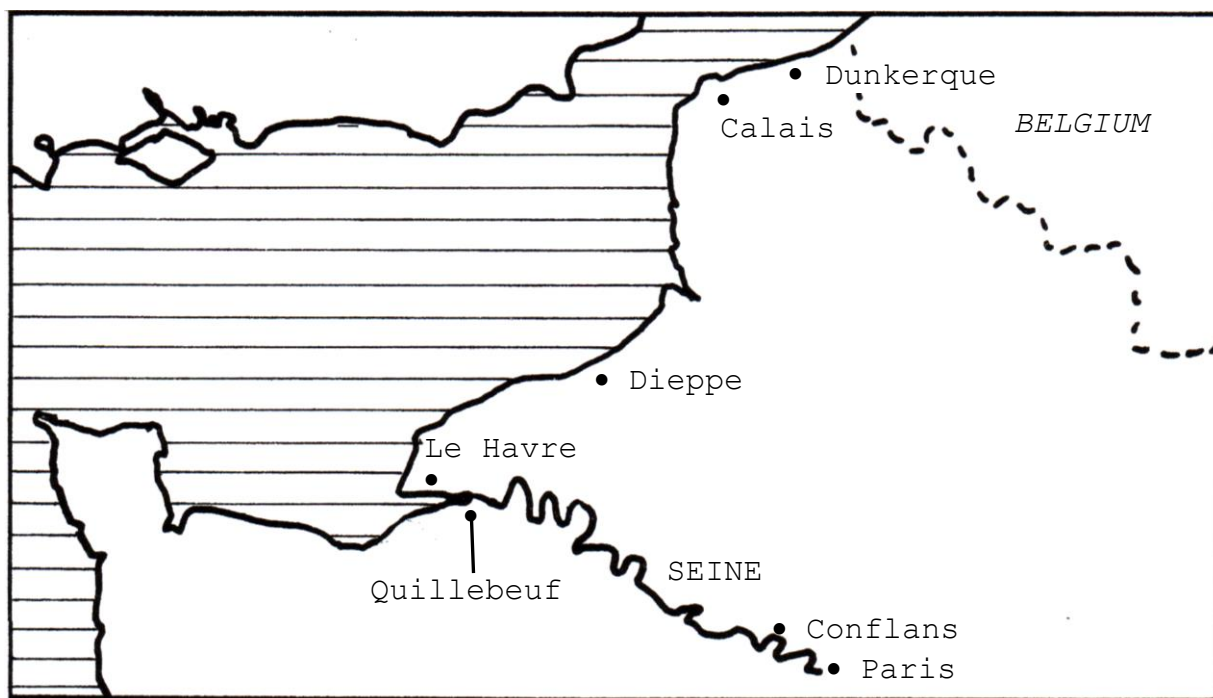 Dunkerque
Calais
BELGIUM
Dieppe
Le Havre
Quillebeuf
SEINE
Conflans
Paris